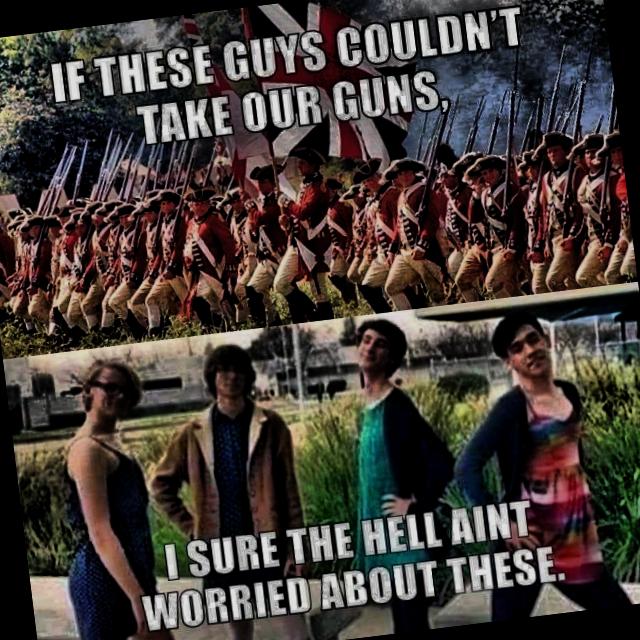 IF THESE GUYS COULDN'T
TAKE OUR GUNS,
I SURE THE HELL AINT
WORRIED ABOUT THESE.